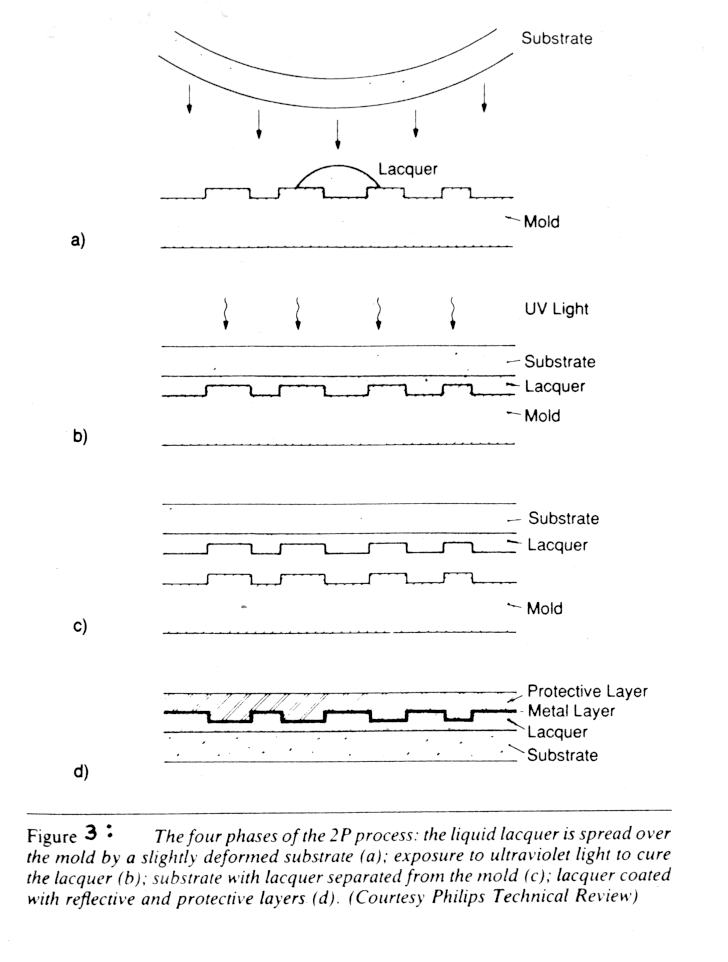 Substrate
Lacquer
Mold
a)
UV Light
Substrate
Lacquer
Mold
b)
Substrate
Lacquer
Mold
c)
Protective Layer
Metal Layer
Lacquer
Substrate
d)
Figure 3: The four phases of the 2P process: the liquid lacquer is spread over
the mold by a slightly deformed substrate (a); exposure to ultraviolet light to cure
the lacquer (b); substrate with lacquer separated from the mold (c); lacquer coated
with reflective and protective layers (d). (Courtesy Philips Technical Review)